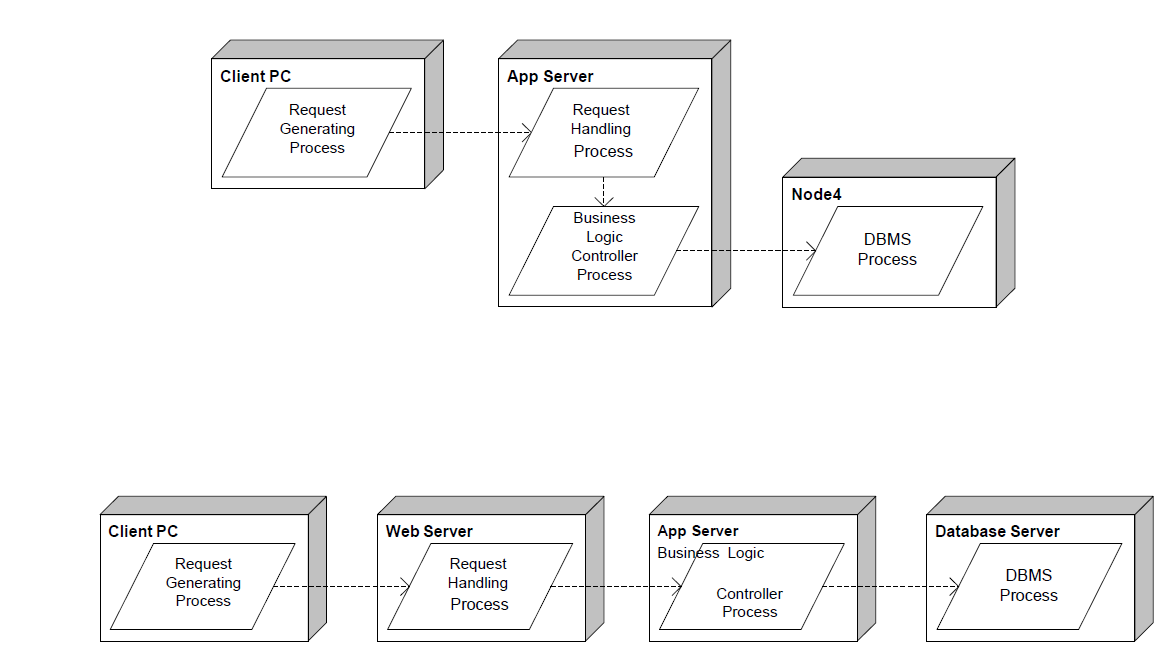 Client PC
Request
Generating
Process
App Server
Request
Handling
Process
Business
Logic
Controller
Process
Node4
DBMS
Process
Client PC
Request
Generating
Process
Web Server
Request
Handling
Process
App Server
Business Logic
Controller
Process
Database Server
DBMS
Process